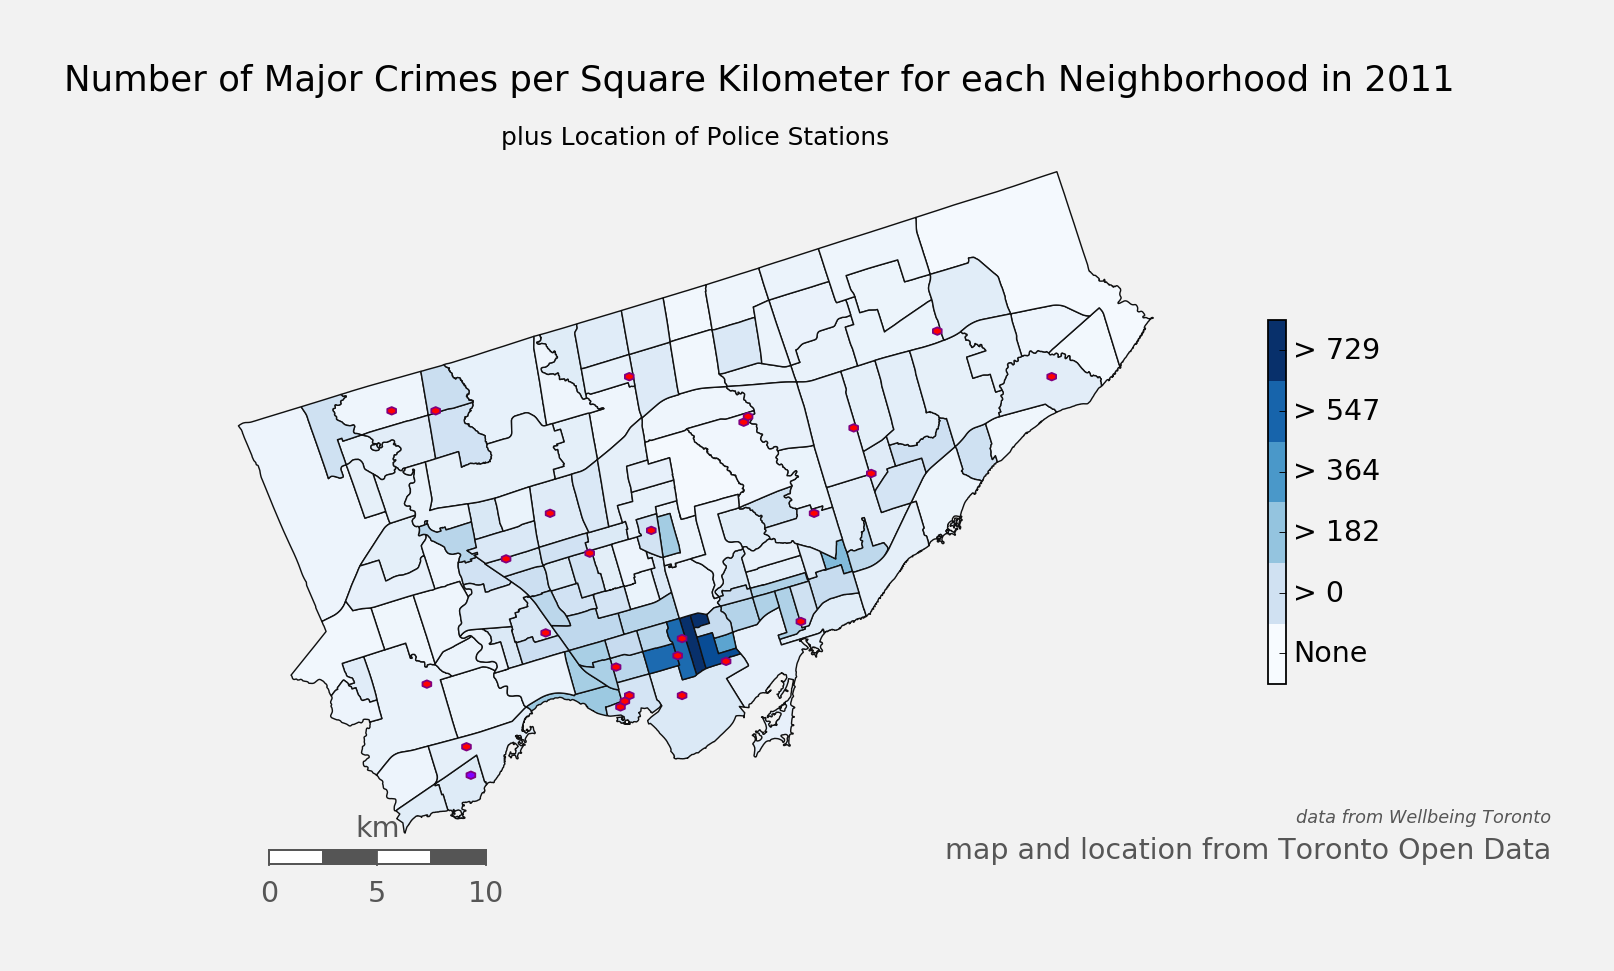 Number of Major Crimes per Square Kilometer for each Neighborhood in 2011
plus Location of Police Stations
> 729
> 547
> 364
> 182
> 0
None
km
0 5 10
data from Wellbeing Toronto
map and location from Toronto Open Data